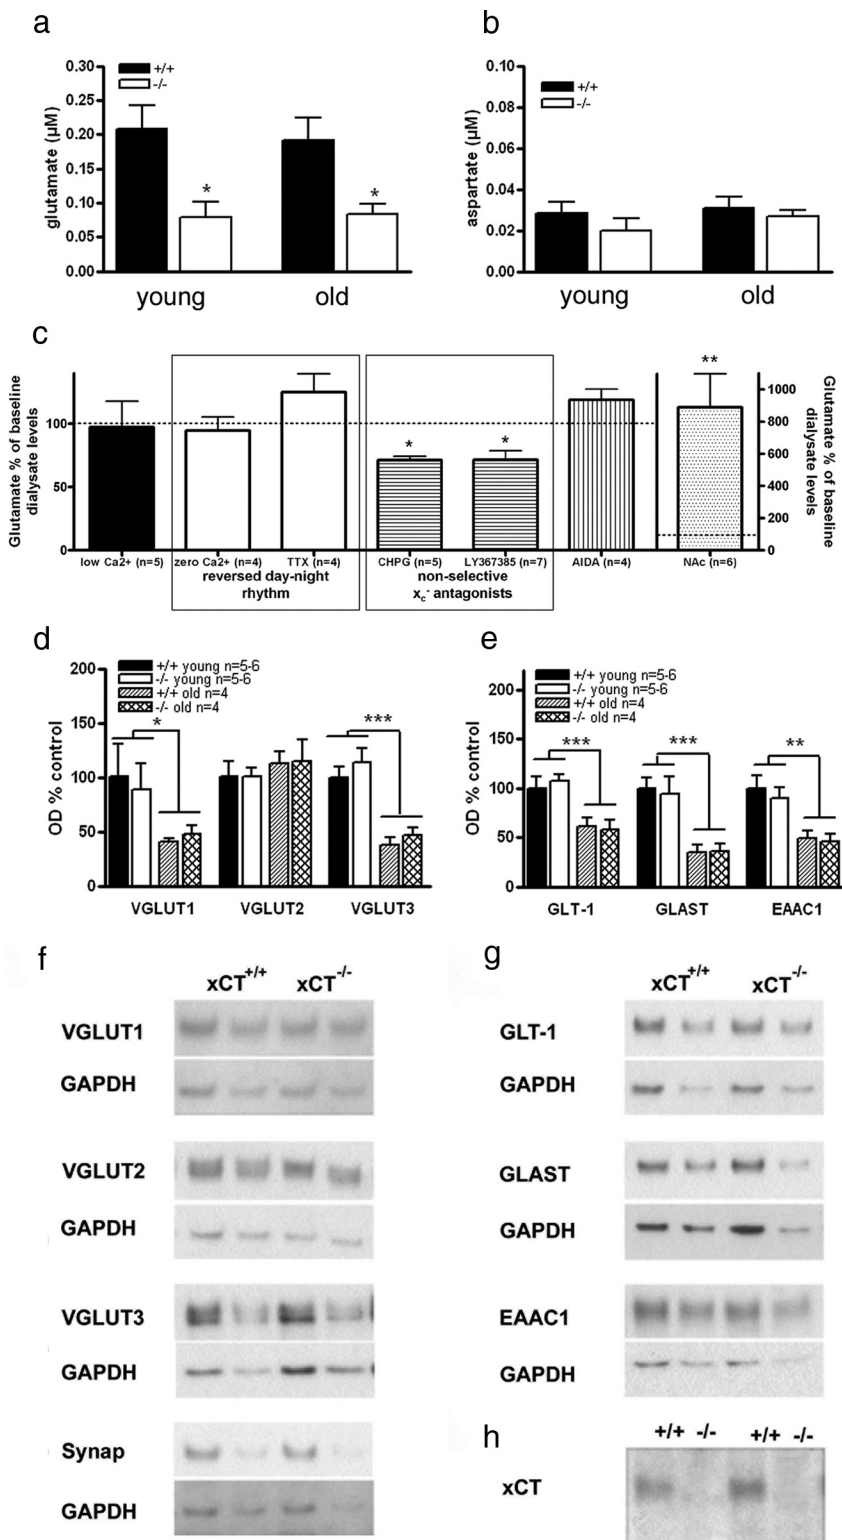 a
glutamate (µM)
0.30
0.25
0.20
0.15
0.10
0.05
0.00
+/+
-/-
*
*
young
old
b
aspartate (µM)
0.10
0.08
0.06
0.04
0.02
0.00
+/+
-/-
young
old
c
Glutamate % of baseline
dialysate levels
100
50
0
*
*
**
1000
800
600
400
200
0
Glutamate % of baseline
dialysate levels
low Ca2+ (n=5)
zero Ca2+ (n=4)
TTX (n=4)
CHPG (n=5)
LY367385 (n=7)
AIDA (n=4)
NAc (n=6)
reversed day-night
rhythm
non-selective
xc- antagonists
d
OD % control
200
150
100
50
0
+/+ young n=5-6
-/- young n=5-6
+/+ old n=4
-/- old n=4
*
***
VGLUT1
VGLUT2
VGLUT3
e
OD % control
200
150
100
50
0
+/+ young n=5-6
-/- young n=5-6
+/+ old n=4
-/- old n=4
***
***
**
GLT-1
GLAST
EAAC1
f
xCT+/+
xCT-/-
VGLUT1
GAPDH
VGLUT2
GAPDH
VGLUT3
GAPDH
Synap
GAPDH
g
xCT+/+
xCT-/-
GLT-1
GAPDH
GLAST
GAPDH
EAAC1
GAPDH
h
+/+ -/- +/+ -/-
xCT